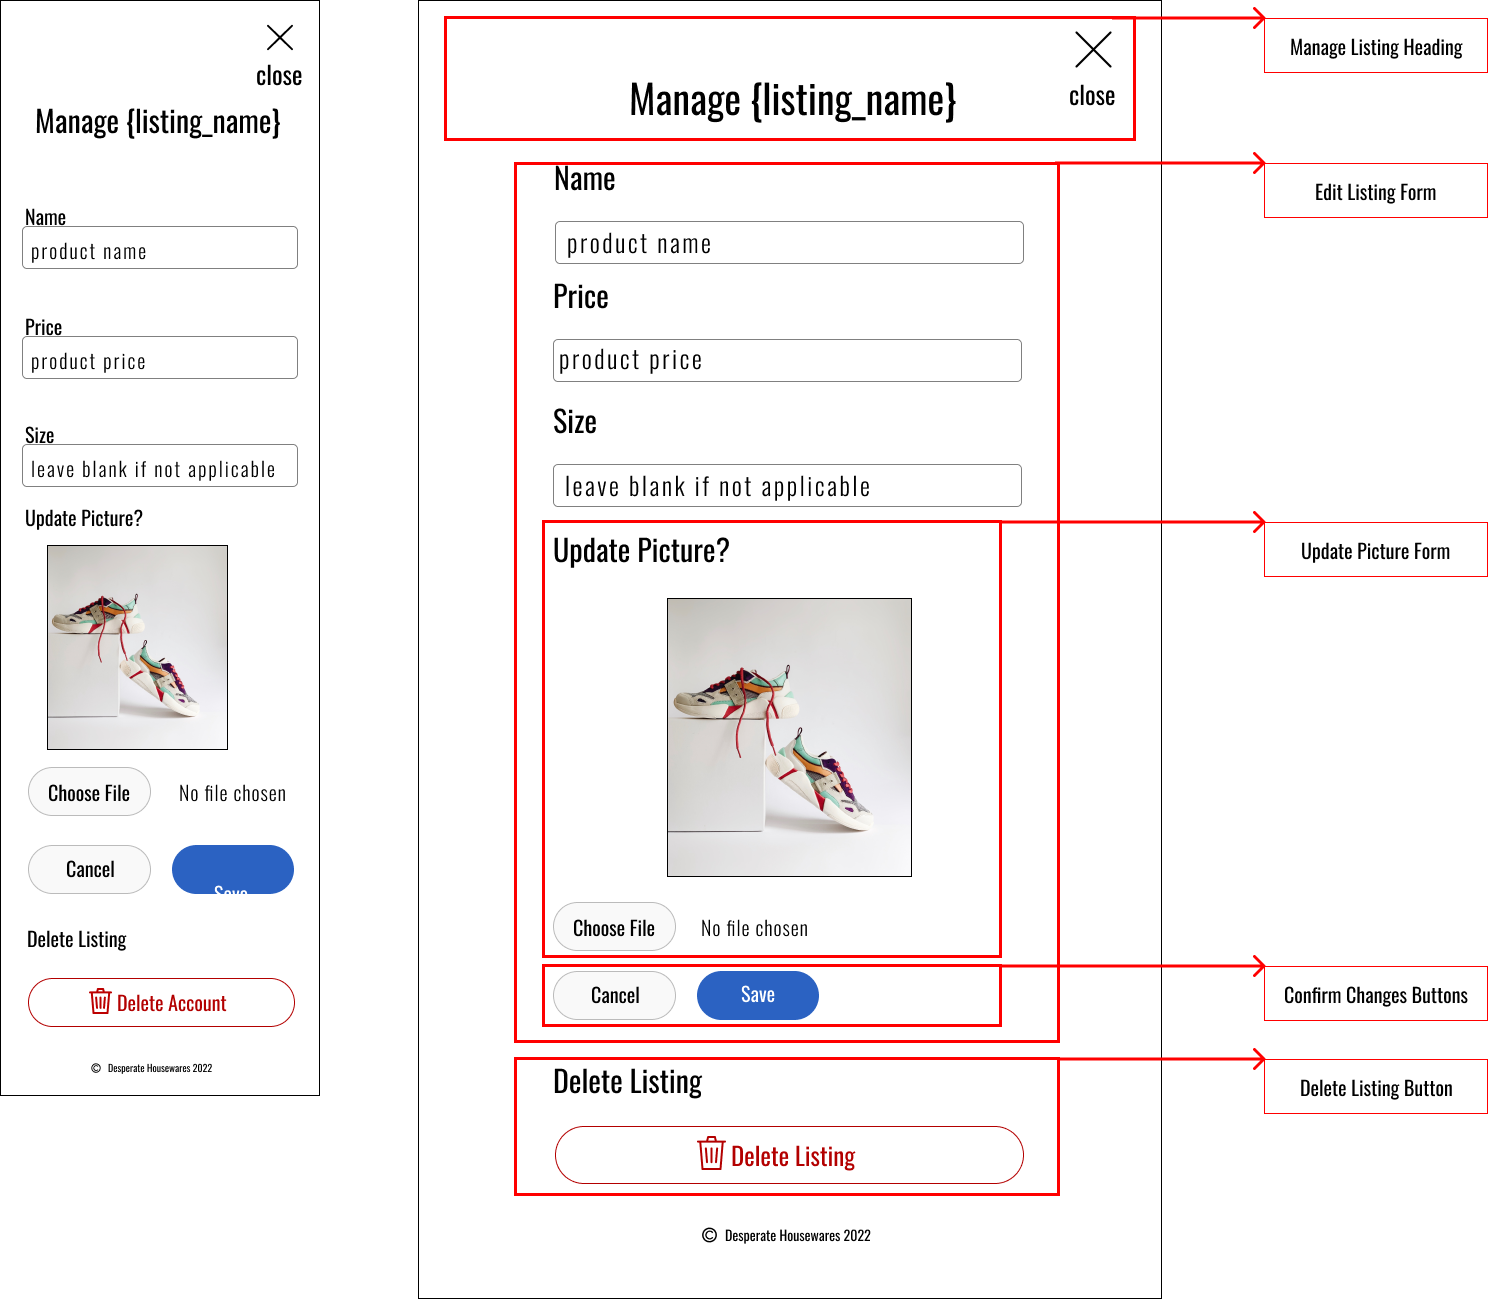 close
Manage {listing_name}
Name
product name
Price
product price
Size
leave blank if not applicable
Update Picture?
Choose File No file chosen
Cancel Save
Delete Listing
Delete Account
© Desperate Housewares 2022
close
Manage {listing_name}
Name
product name
Price
product price
Size
leave blank if not applicable
Update Picture?
Choose File No file chosen
Cancel Save
Delete Listing
Delete Listing
© Desperate Housewares 2022
Manage Listing Heading
Edit Listing Form
Update Picture Form
Confirm Changes Buttons
Delete Listing Button